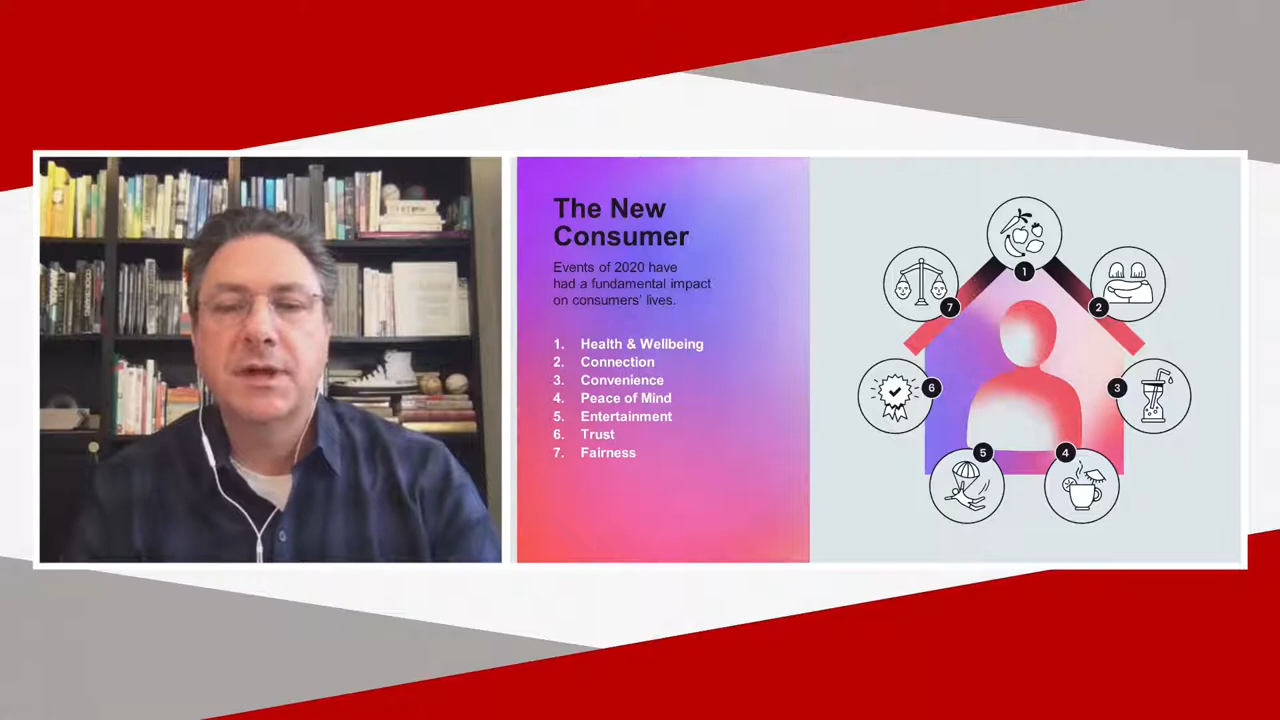 The New
Consumer
Events of 2020 have
had a fundamental impact
on consumers' lives.
1. Health & Wellbeing
2. Connection
3. Convenience
4. Peace of Mind
5. Entertainment
6. Trust
7. Fairness
1
2
3
4
5
6
7